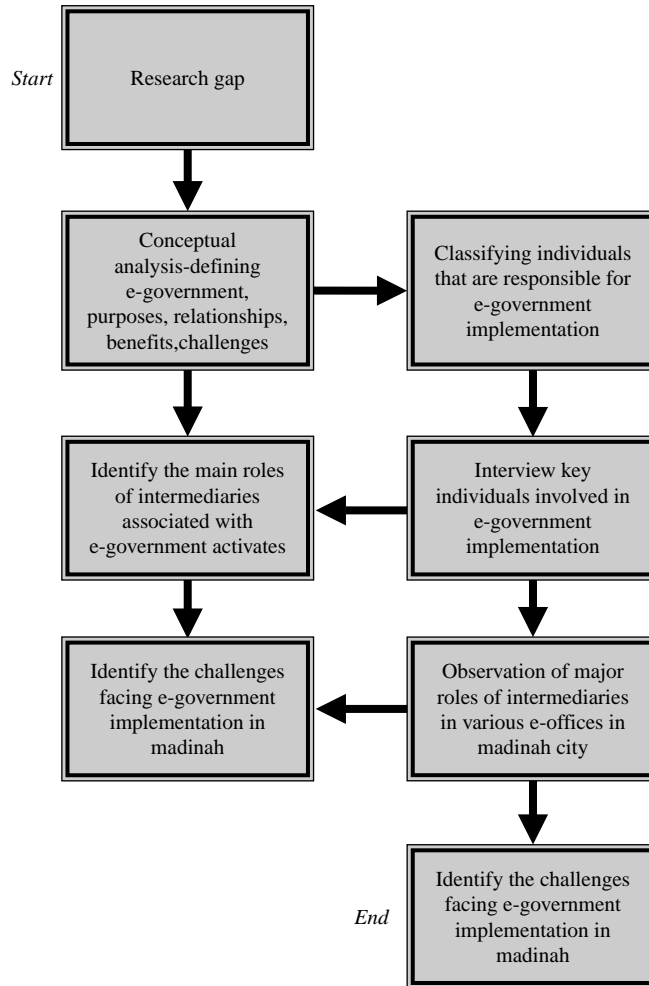 Start
Research gap
Conceptual
analysis-defining
e-government,
purposes, relationships,
benefits,challenges
Classifying individuals
that are responsible for
e-government
implementation
Identify the main roles
of intermediaries
associated with
e-government activates
Interview key
individuals involved in
e-government
implementation
Identify the challenges
facing e-government
implementation in
madinah
Observation of major
roles of intermediaries
in various e-offices in
madinah city
End
Identify the challenges
facing e-government
implementation in
madinah